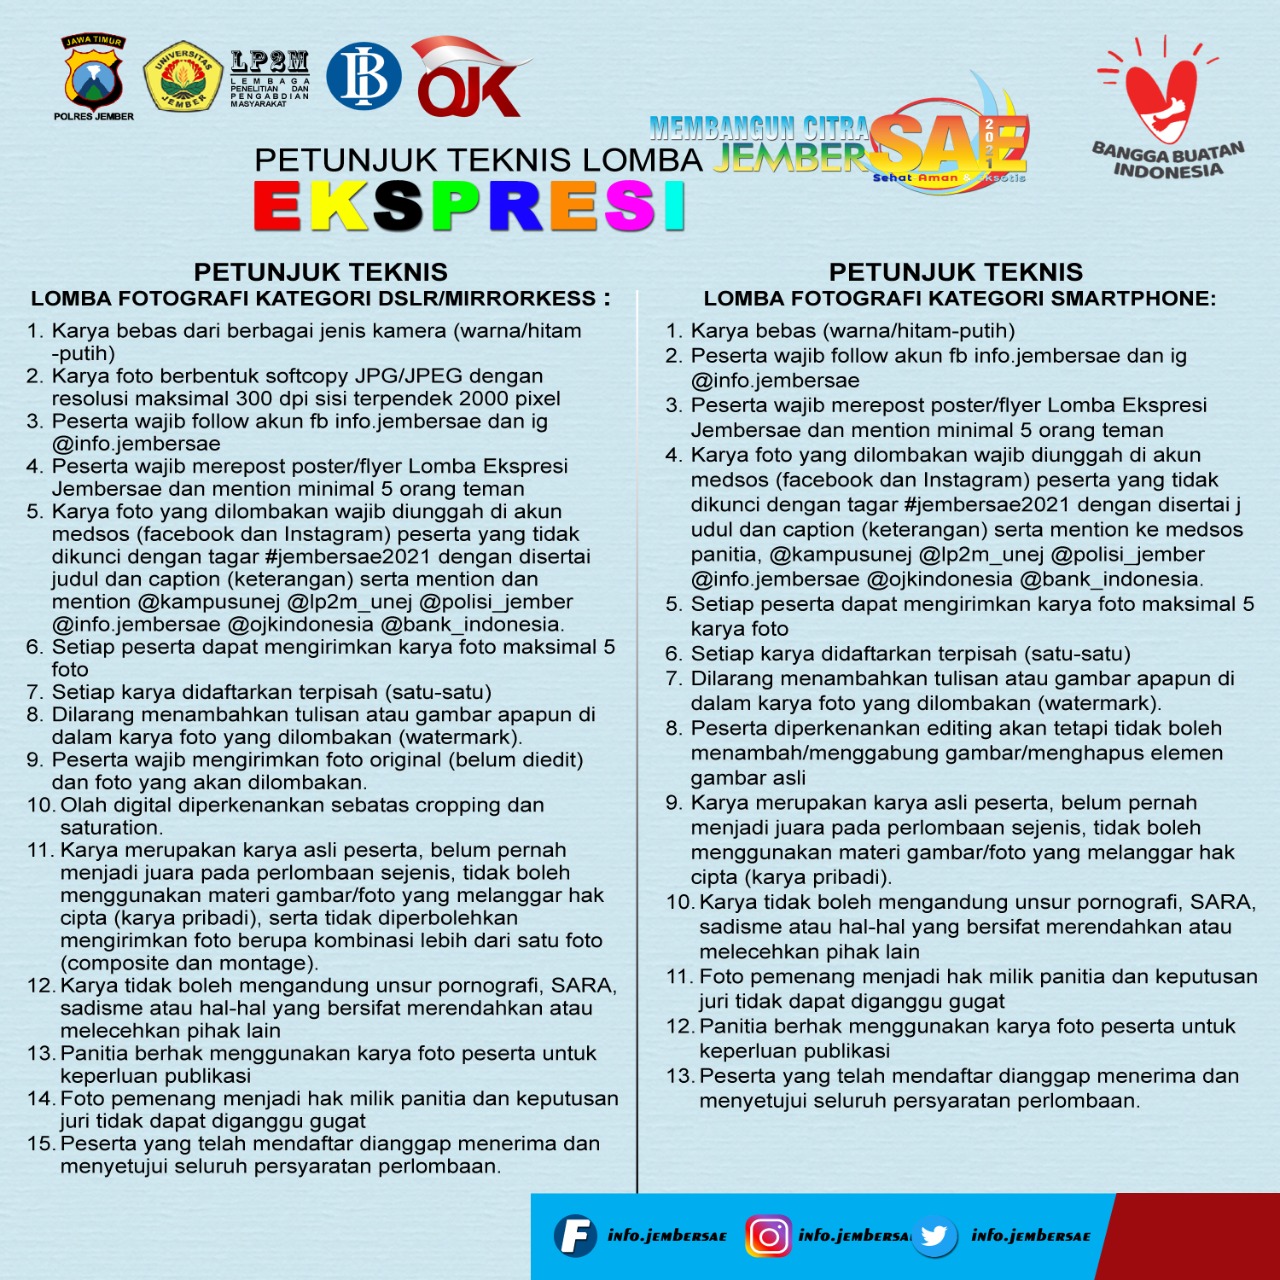 JAWA TIMUR
POLRES JEMBER
UNIVERSITAS
JEMBER
LP2M
LEMBAGA
PENELITIAN DAN
PENGABDIAN
MASYARAKAT
BI
OJK
MEMBANGUN CITRA
JEMBER SAE
2021
Sehat Aman & Eksotis
BANGGA BUATAN
INDONESIA
PETUNJUK TEKNIS LOMBA
EKSPRESI
PETUNJUK TEKNIS
LOMBA FOTOGRAFI KATEGORI DSLR/MIRRORKESS :
1. Karya bebas dari berbagai jenis kamera (warna/hitam
-putih)
2. Karya foto berbentuk softcopy JPG/JPEG dengan
resolusi maksimal 300 dpi sisi terpendek 2000 pixel
3. Peserta wajib follow akun fb info.jembersae dan ig
@info.jembersae
4. Peserta wajib merepost poster/flyer Lomba Ekspresi
Jembersae dan mention minimal 5 orang teman
5. Karya foto yang dilombakan wajib diunggah di akun
medsos (facebook dan Instagram) peserta yang tidak
dikunci dengan tagar #jembersae2021 dengan disertai
judul dan caption (keterangan) serta mention dan
mention @kampusunej @lp2m_unej @polisi_jember
@info.jembersae @ojkindonesia @bank_indonesia.
6. Setiap peserta dapat mengirimkan karya foto maksimal 5
foto
7. Setiap karya didaftarkan terpisah (satu-satu)
8. Dilarang menambahkan tulisan atau gambar apapun di
dalam karya foto yang dilombakan (watermark).
9. Peserta wajib mengirimkan foto original (belum diedit)
dan foto yang akan dilombakan.
10. Olah digital diperkenankan sebatas cropping dan
saturation.
11. Karya merupakan karya asli peserta, belum pernah
menjadi juara pada perlombaan sejenis, tidak boleh
menggunakan materi gambar/foto yang melanggar hak
cipta (karya pribadi), serta tidak diperbolehkan
mengirimkan foto berupa kombinasi lebih dari satu foto
(composite dan montage).
12. Karya tidak boleh mengandung unsur pornografi, SARA,
sadisme atau hal-hal yang bersifat merendahkan atau
melecehkan pihak lain
13. Panitia berhak menggunakan karya foto peserta untuk
keperluan publikasi
14. Foto pemenang menjadi hak milik panitia dan keputusan
juri tidak dapat diganggu gugat
15. Peserta yang telah mendaftar dianggap menerima dan
menyetujui seluruh persyaratan perlombaan.
PETUNJUK TEKNIS
LOMBA FOTOGRAFI KATEGORI SMARTPHONE:
1. Karya bebas (warna/hitam-putih)
2. Peserta wajib follow akun fb info.jembersae dan ig
@info.jembersae
3. Peserta wajib merepost poster/flyer Lomba Ekspresi
Jembersae dan mention minimal 5 orang teman
4. Karya foto yang dilombakan wajib diunggah di akun
medsos (facebook dan Instagram) peserta yang tidak
dikunci dengan tagar #jembersae2021 dengan disertai j
udul dan caption (keterangan) serta mention ke medsos
panitia, @kampusunej @lp2m_unej @polisi_jember
@info.jembersae @ojkindonesia @bank_indonesia.
5. Setiap peserta dapat mengirimkan karya foto maksimal 5
karya foto
6. Setiap karya didaftarkan terpisah (satu-satu)
7. Dilarang menambahkan tulisan atau gambar apapun di
dalam karya foto yang dilombakan (watermark).
8. Peserta diperkenankan editing akan tetapi tidak boleh
menambah/menggabung gambar/menghapus elemen
gambar asli
9. Karya merupakan karya asli peserta, belum pernah
menjadi juara pada perlombaan sejenis, tidak boleh
menggunakan materi gambar/foto yang melanggar hak
cipta (karya pribadi).
10. Karya tidak boleh mengandung unsur pornografi, SARA,
sadisme atau hal-hal yang bersifat merendahkan atau
melecehkan pihak lain
11. Foto pemenang menjadi hak milik panitia dan keputusan
juri tidak dapat diganggu gugat
12. Panitia berhak menggunakan karya foto peserta untuk
keperluan publikasi
13. Peserta yang telah mendaftar dianggap menerima dan
menyetujui seluruh persyaratan perlombaan.
info.jembersae
info.jembersa
info.jembersae